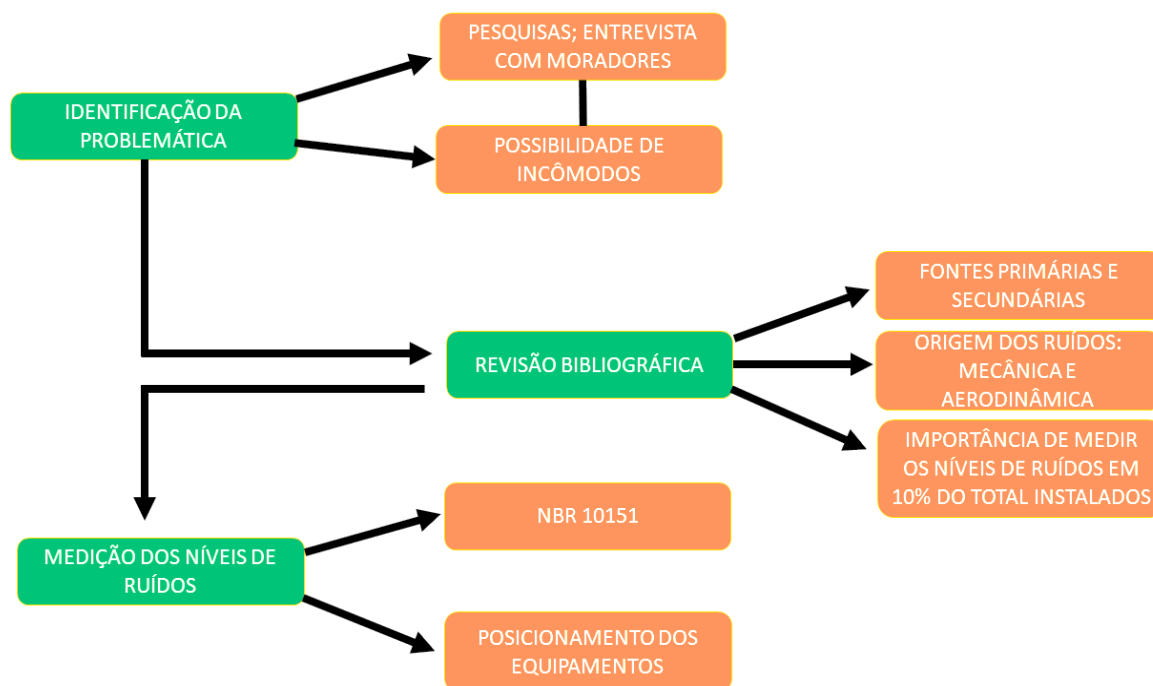 PESQUISAS; ENTREVISTA
COM MORADORES
IDENTIFICAÇÃO DA
PROBLEMÁTICA
POSSIBILIDADE DE
INCÔMODOS
FONTES PRIMÁRIAS E
SECUNDÁRIAS
REVISÃO BIBLIOGRÁFICA
ORIGEM DOS RUÍDOS:
MECÂNICA E
AERODINÂMICA
IMPORTÂNCIA DE MEDIR
OS NÍVEIS DE RUÍDOS EM
10% DO TOTAL INSTALADOS
NBR 10151
MEDIÇÃO DOS NÍVEIS DE
RUÍDOS
POSICIONAMENTO DOS
EQUIPAMENTOS